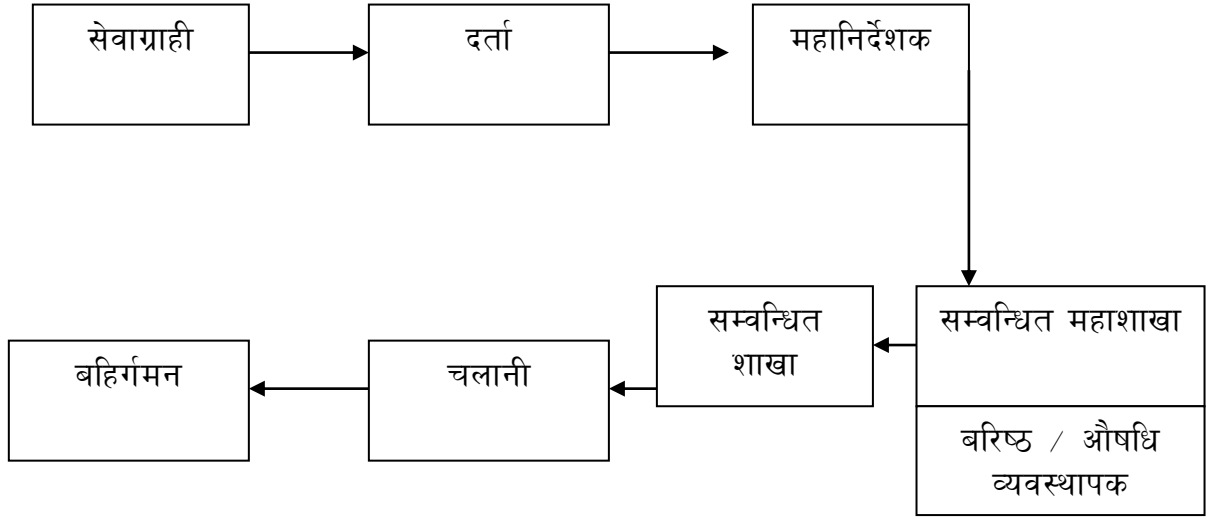 सेवाग्राही
दर्ता
महानिर्देशक
सम्वन्धित महाशाखा
बरिष्ठ / औषधि
व्यवस्थापक
सम्वन्धित
शाखा
चलानी
बहिर्गमन